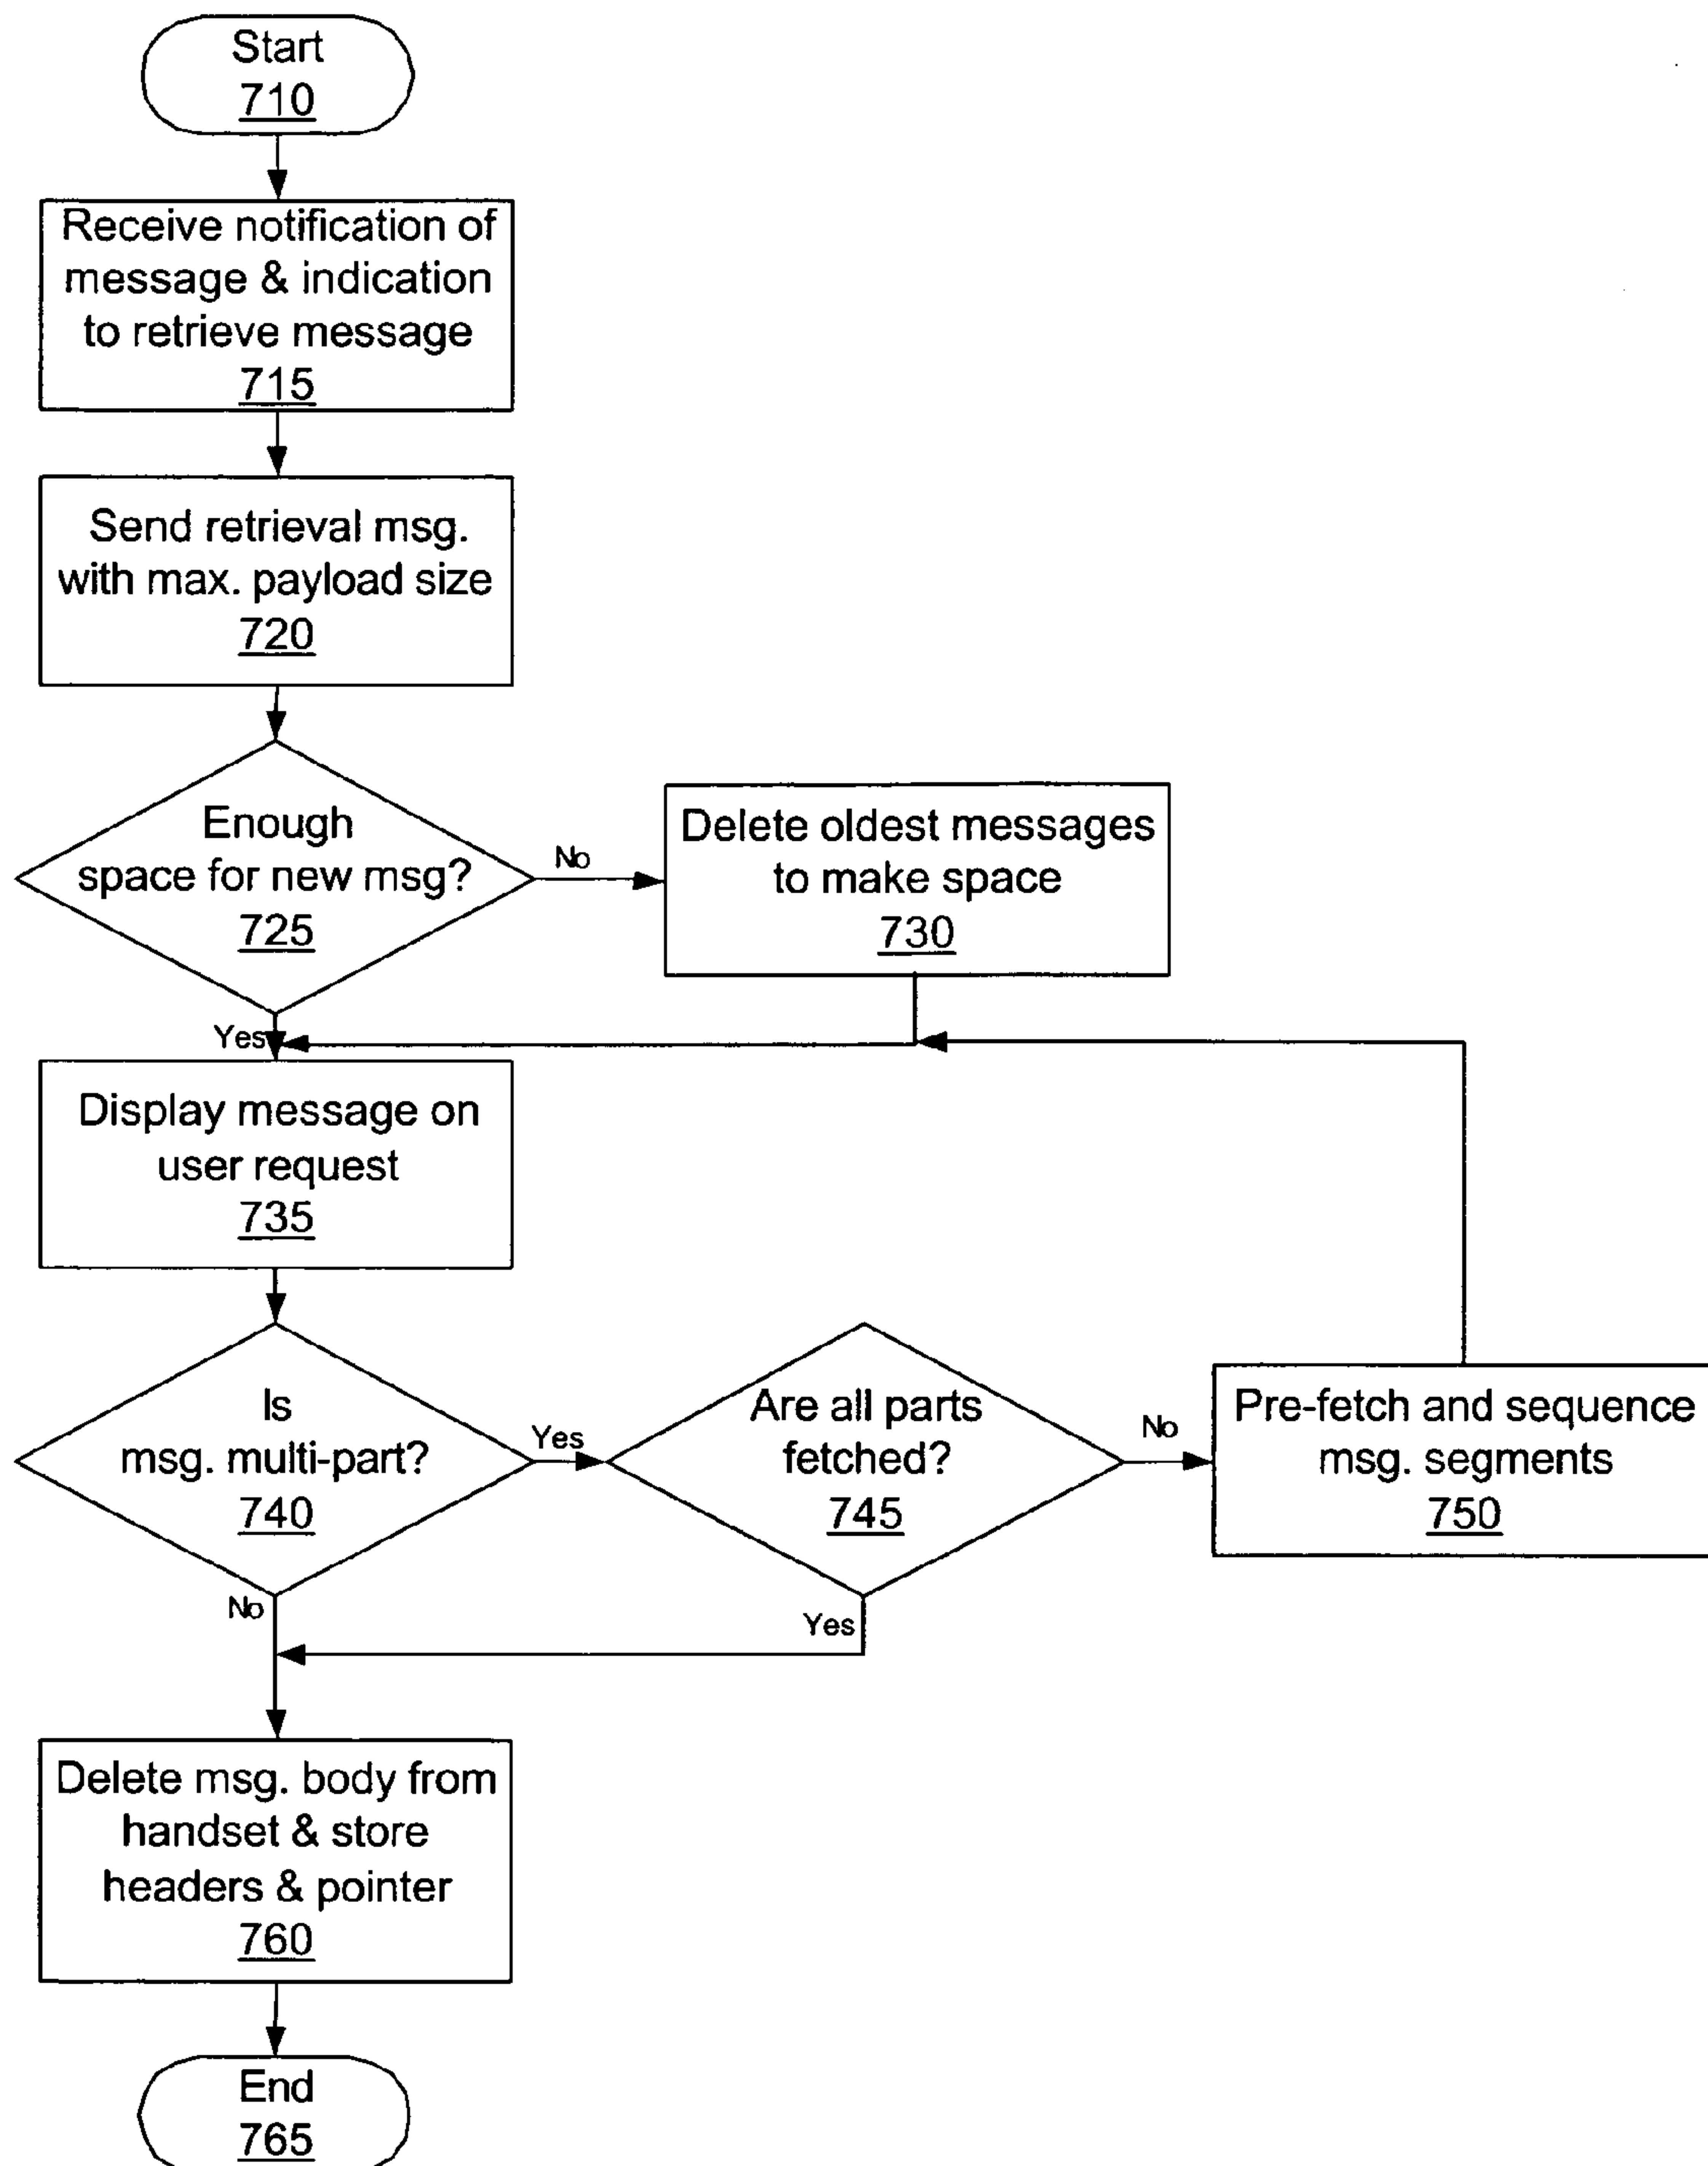 Start
710
Receive notification of
message & indication
to retrieve message
715
Send retrieval msg.
with max. payload size
720
Enough
space for new msg?
725
No
Delete oldest messages
to make space
730
Yes
Display message on
user request
735
Is
msg. multi-part?
740
Yes
Are all parts
fetched?
745
No
Pre-fetch and sequence
msg. segments
750
No
Yes
Delete msg. body from
handset & store
headers & pointer
760
End
765